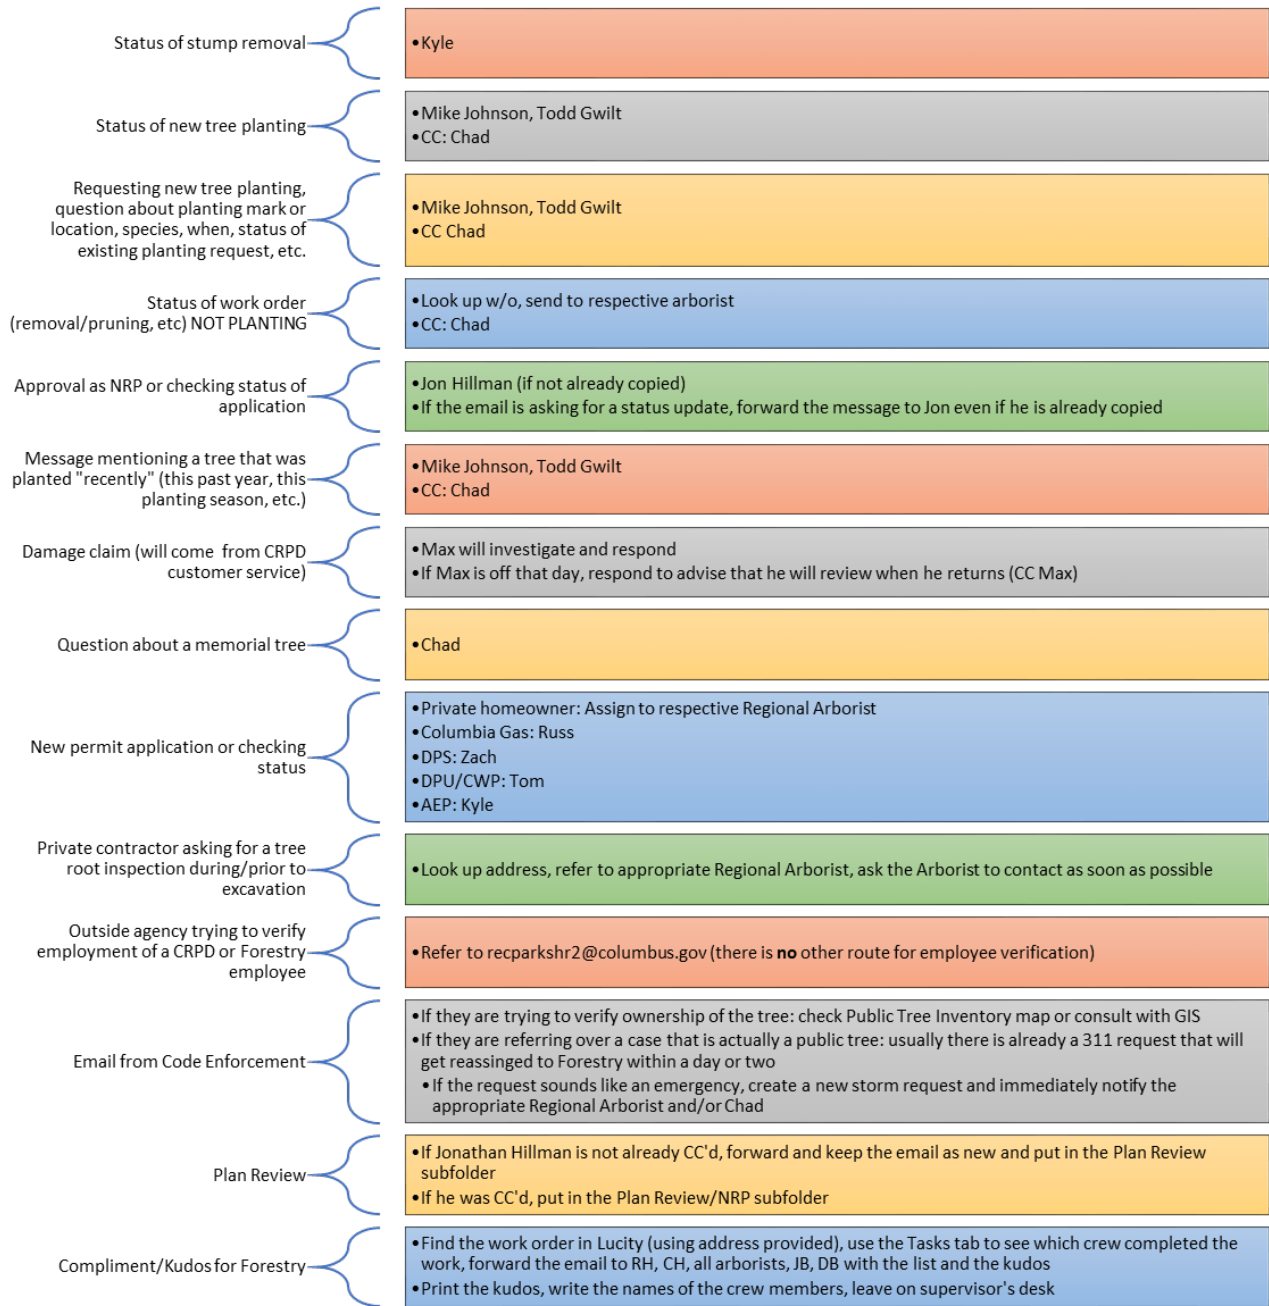 Status of stump removal
•Kyle
Status of new tree planting
•Mike Johnson, Todd Gwilt
•CC: Chad
Requesting new tree planting,
question about planting mark or
location, species, when, status of
existing planting request, etc.
•Mike Johnson, Todd Gwilt
•CC Chad
Status of work order
(removal/pruning, etc) NOT PLANTING
•Look up w/o, send to respective arborist
•CC: Chad
Approval as NRP or checking status of
application
•Jon Hillman (if not already copied)
•If the email is asking for a status update, forward the message to Jon even if he is already copied
Message mentioning a tree that was
planted "recently" (this past year, this
planting season, etc.)
•Mike Johnson, Todd Gwilt
•CC: Chad
Damage claim (will come from CRPD
customer service)
•Max will investigate and respond
•If Max is off that day, respond to advise that he will review when he returns (CC Max)
Question about a memorial tree
•Chad
New permit application or checking
status
•Private homeowner: Assign to respective Regional Arborist
•Columbia Gas: Russ
•DPS: Zach
•DPU/CWP: Tom
•AEP: Kyle
Private contractor asking for a tree
root inspection during/prior to
excavation
•Look up address, refer to appropriate Regional Arborist, ask the Arborist to contact as soon as possible
Outside agency trying to verify
employment of a CRPD or Forestry
employee
•Refer to recparkshr2@columbus.gov (there is no other route for employee verification)
Email from Code Enforcement
•If they are trying to verify ownership of the tree: check Public Tree Inventory map or consult with GIS
•If they are referring over a case that is actually a public tree: usually there is already a 311 request that will
get reassinged to Forestry within a day or two
•If the request sounds like an emergency, create a new storm request and immediately notify the
appropriate Regional Arborist and/or Chad
Plan Review
•If Jonathan Hillman is not already CC'd, forward and keep the email as new and put in the Plan Review
subfolder
•If he was CC'd, put in the Plan Review/NRP subfolder
Compliment/Kudos for Forestry
•Find the work order in Lucity (using address provided), use the Tasks tab to see which crew completed the
work, forward the email to RH, CH, all arborists, JB, DB with the list and the kudos
•Print the kudos, write the names of the crew members, leave on supervisor's desk